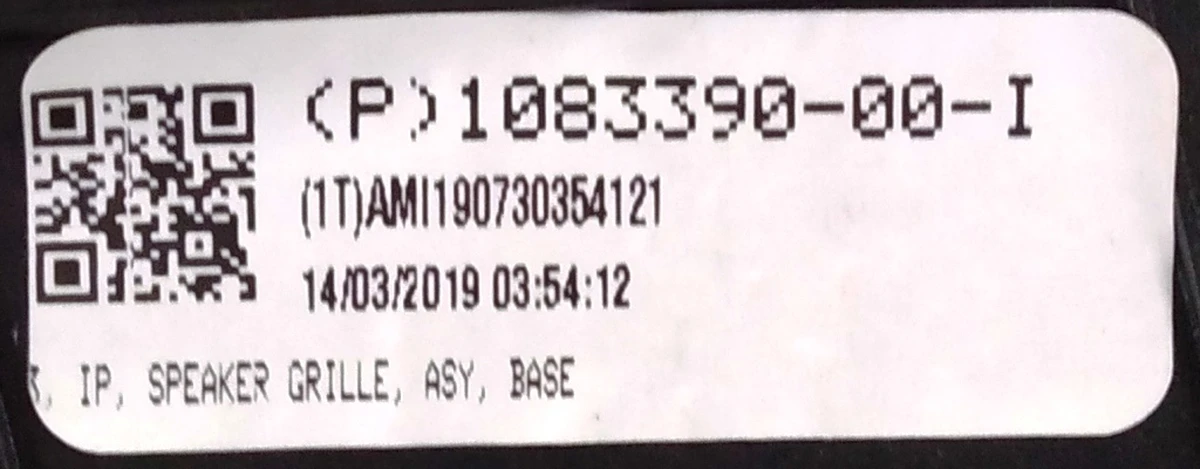 (P)1083390-00-I
(1T)AMI190730354121
14/03/2019 03:54:12
, IP, SPEAKER GRILLE, ASY, BASE